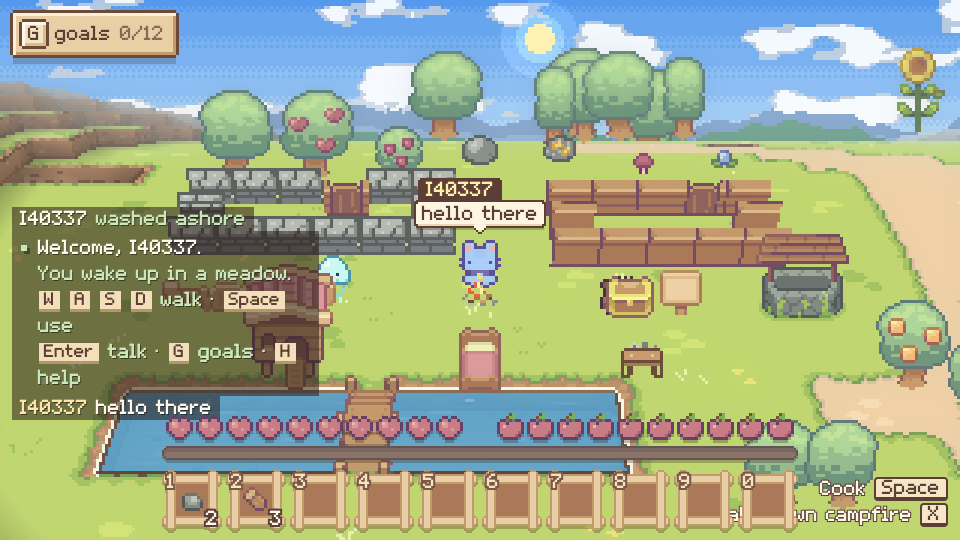 G goals 0/12
I40337
hello there
I40337 washed ashore
Welcome, I40337.
You wake up in a meadow.
W A S D walk · Space
use
Enter talk · G goals · H
help
I40337 hello there
1 2 3 4 5 6 7 8 9 0
2 3
Cook Space
campfire X